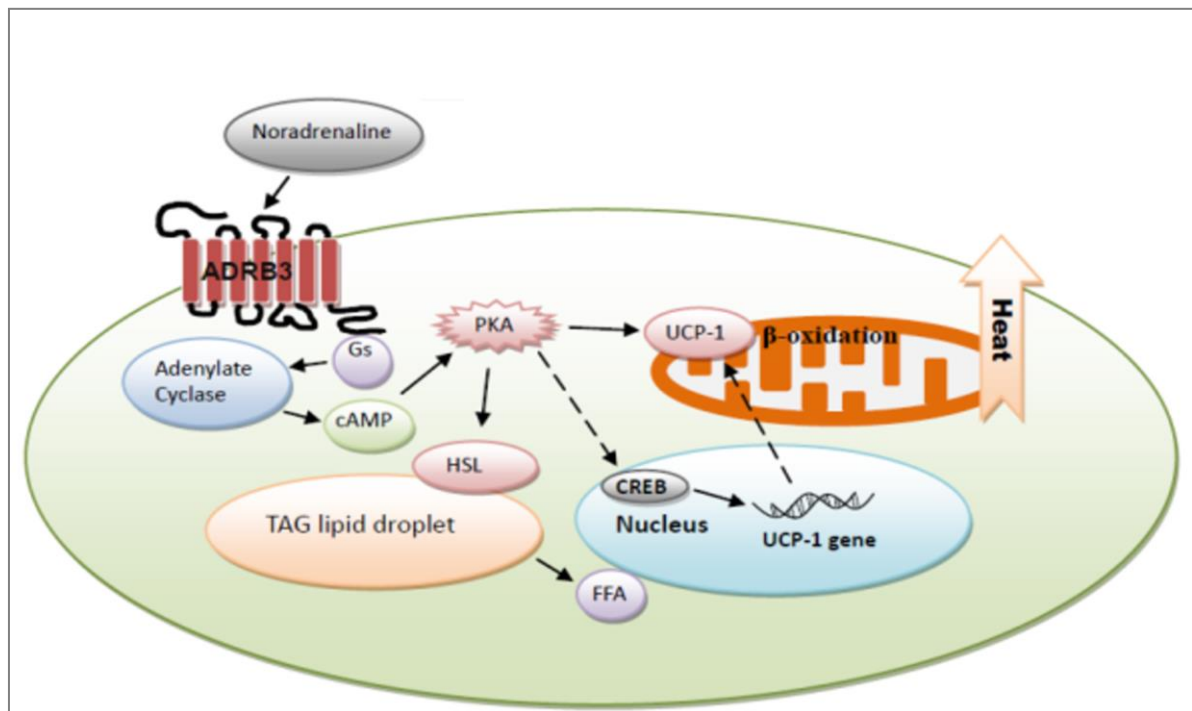 Noradrenaline
ADRB3
Gs
Adenylate
Cyclase
cAMP
PKA
UCP-1
β-oxidation
Heat
HSL
TAG lipid droplet
FFA
CREB
Nucleus
UCP-1 gene